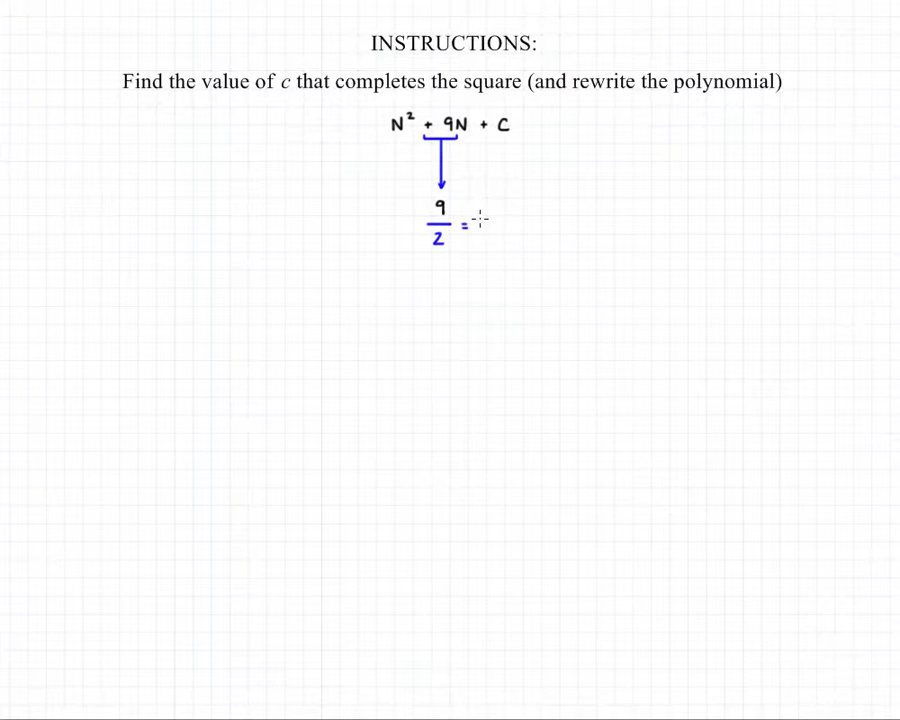 INSTRUCTIONS:
Find the value of c that completes the square (and rewrite the polynomial)
N² + 9N + C
9
2 =